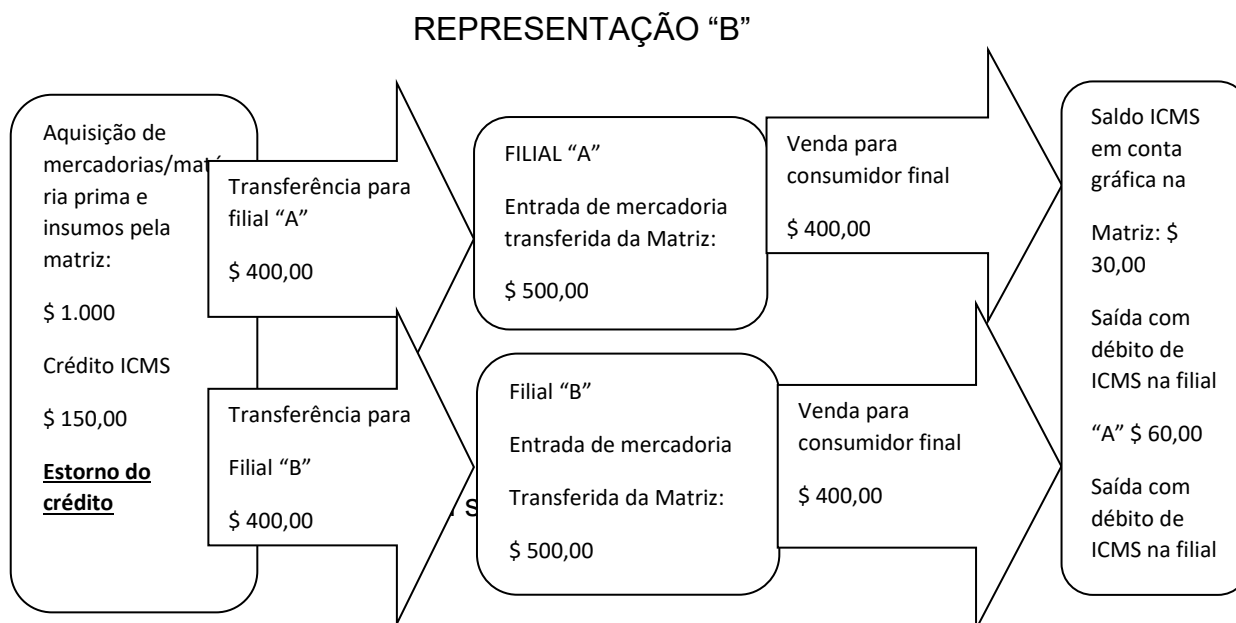 REPRESENTAÇÃO “B”
Aquisição de
mercadorias/maté
ria prima e
insumos pela
matriz:
$ 1.000
Crédito ICMS
$ 150,00
Estorno do
crédito
Transferência para
filial “A”
$ 400,00
Transferência para
Filial “B”
$ 400,00
FILIAL “A”
Entrada de mercadoria
transferida da Matriz:
$ 500,00
Filial “B”
Entrada de mercadoria
Transferida da Matriz:
$ 500,00
Venda para
consumidor final
$ 400,00
Venda para
consumidor final
$ 400,00
Saldo ICMS
em conta
gráfica na
Matriz: $
30,00
Saída com
débito de
ICMS na filial
“A” $ 60,00
Saída com
débito de
ICMS na filial